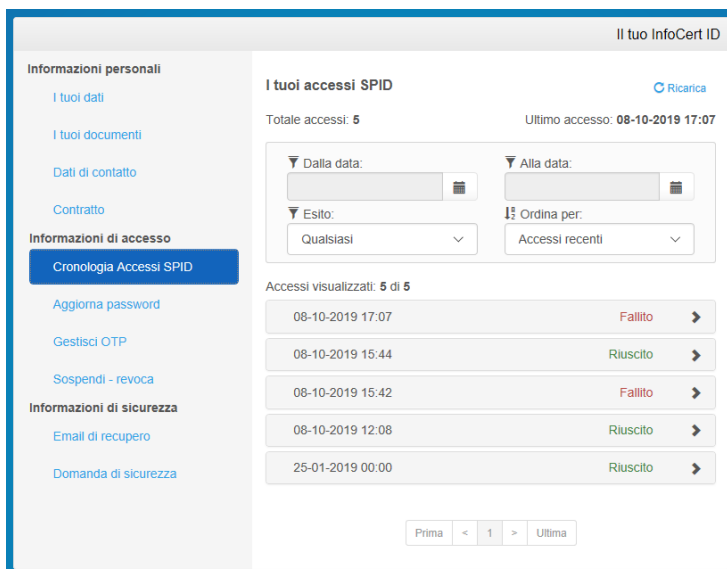 Il tuo InfoCert ID
Informazioni personali
I tuoi dati
I tuoi documenti
Dati di contatto
Contratto
Informazioni di accesso
Cronologia Accessi SPID
Aggiorna password
Gestisci OTP
Sospendi - revoca
Informazioni di sicurezza
Email di recupero
Domanda di sicurezza
I tuoi accessi SPID
Ricarica
Totale accessi: 5
Ultimo accesso: 08-10-2019 17:07
Dalla data:
Alla data:
Esito:
Ordina per:
Qualsiasi
Accessi recenti
Accessi visualizzati: 5 di 5
08-10-2019 17:07 Fallito
08-10-2019 15:44 Riuscito
08-10-2019 15:42 Fallito
08-10-2019 12:08 Riuscito
25-01-2019 00:00 Riuscito
Prima < 1 > Ultima